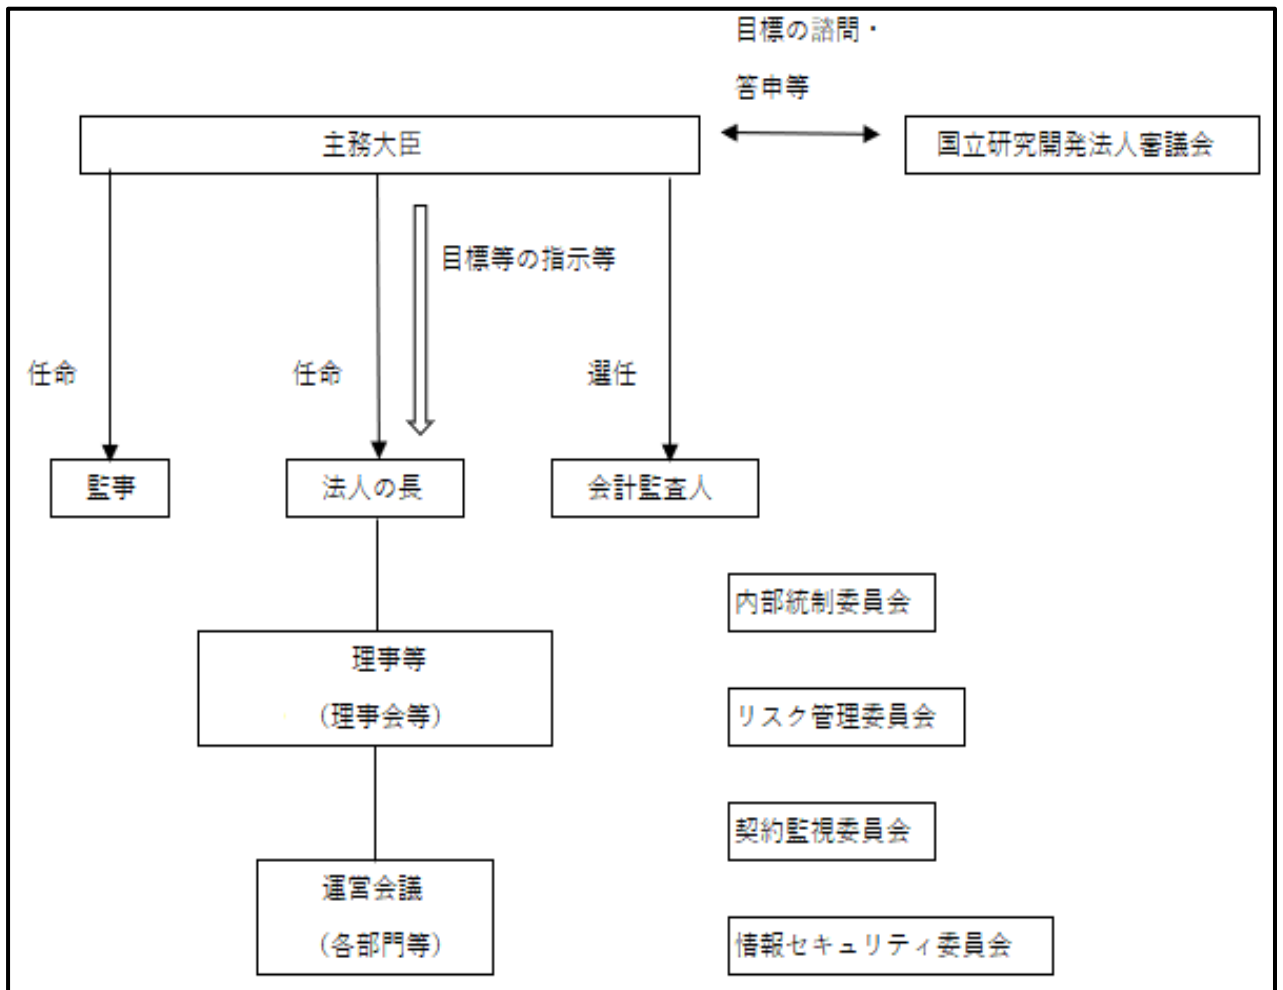 目標の諮問・
答申等
主務大臣
国立研究開発法人審議会
目標等の指示等
任命
任命
選任
監事
法人の長
会計監査人
内部統制委員会
理事等
（理事会等）
リスク管理委員会
契約監視委員会
運営会議
（各部門等）
情報セキュリティ委員会